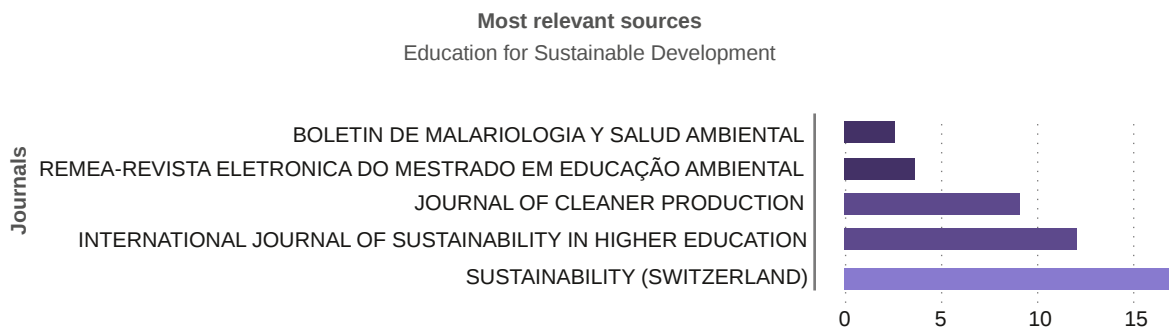 Most relevant sources
Education for Sustainable Development
Journals
BOLETIN DE MALARIOLOGIA Y SALUD AMBIENTAL
REMEA-REVISTA ELETRONICA DO MESTRADO EM EDUCAÇÃO AMBIENTAL
JOURNAL OF CLEANER PRODUCTION
INTERNATIONAL JOURNAL OF SUSTAINABILITY IN HIGHER EDUCATION
SUSTAINABILITY (SWITZERLAND)
0 5 10 15